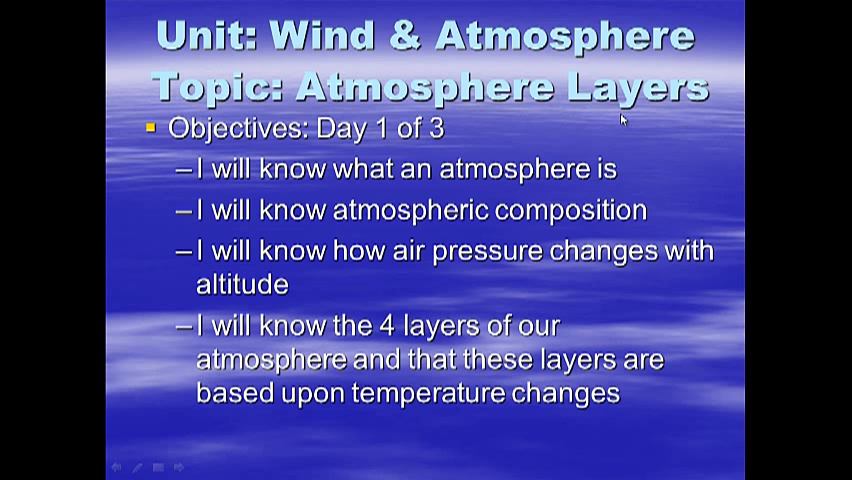 Unit: Wind & Atmosphere
Topic: Atmosphere Layers
Objectives: Day 1 of 3
–I will know what an atmosphere is
–I will know atmospheric composition
–I will know how air pressure changes with
altitude
–I will know the 4 layers of our
atmosphere and that these layers are
based upon temperature changes